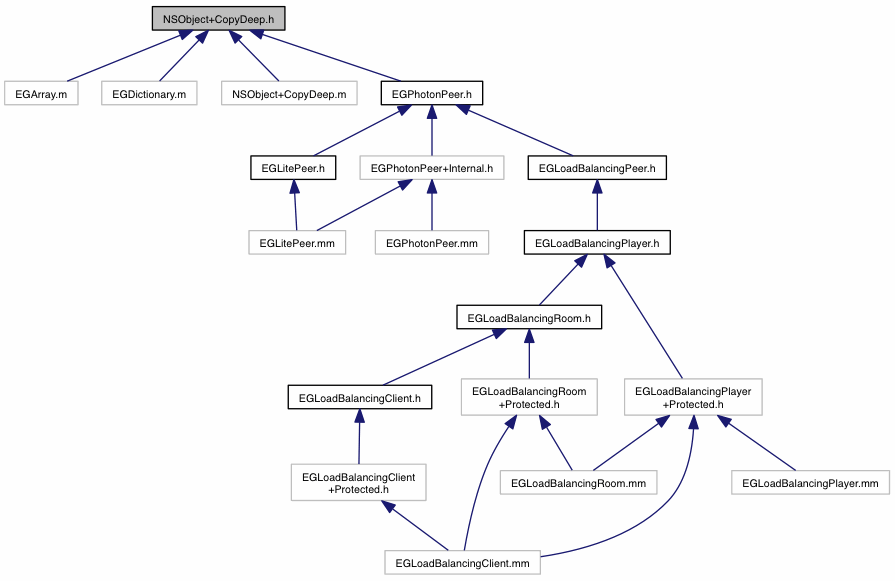 NSObject+CopyDeep.h
EGArray.m
EGDictionary.m
NSObject+CopyDeep.m
EGPhotonPeer.h
EGLitePeer.h
EGPhotonPeer+Internal.h
EGLoadBalancingPeer.h
EGLitePeer.mm
EGPhotonPeer.mm
EGLoadBalancingPlayer.h
EGLoadBalancingRoom.h
EGLoadBalancingClient.h
EGLoadBalancingRoom
+Protected.h
EGLoadBalancingPlayer
+Protected.h
EGLoadBalancingClient
+Protected.h
EGLoadBalancingRoom.mm
EGLoadBalancingPlayer.mm
EGLoadBalancingClient.mm